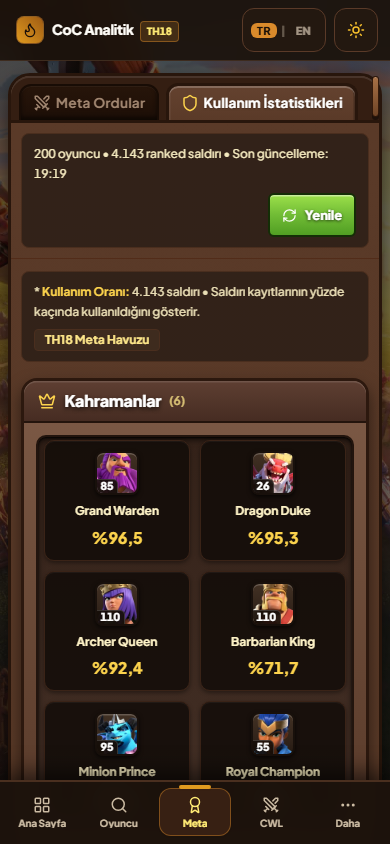 CoC Analitik TH18
TR | EN
Meta Ordular
Kullanım İstatistikleri
200 oyuncu • 4.143 ranked saldırı • Son güncelleme:
19:19
Yenile
* Kullanım Oranı: 4.143 saldırı • Saldırı kayıtlarının yüzde
kaçında kullanıldığını gösterir.
TH18 Meta Havuzu
Kahramanlar (6)
85
26
Grand Warden
Dragon Duke
%96,5
%95,3
110
110
Archer Queen
Barbarian King
%92,4
%71,7
95
55
Minion Prince
Royal Champion
Ana Sayfa
Oyuncu
Meta
CWL
Daha